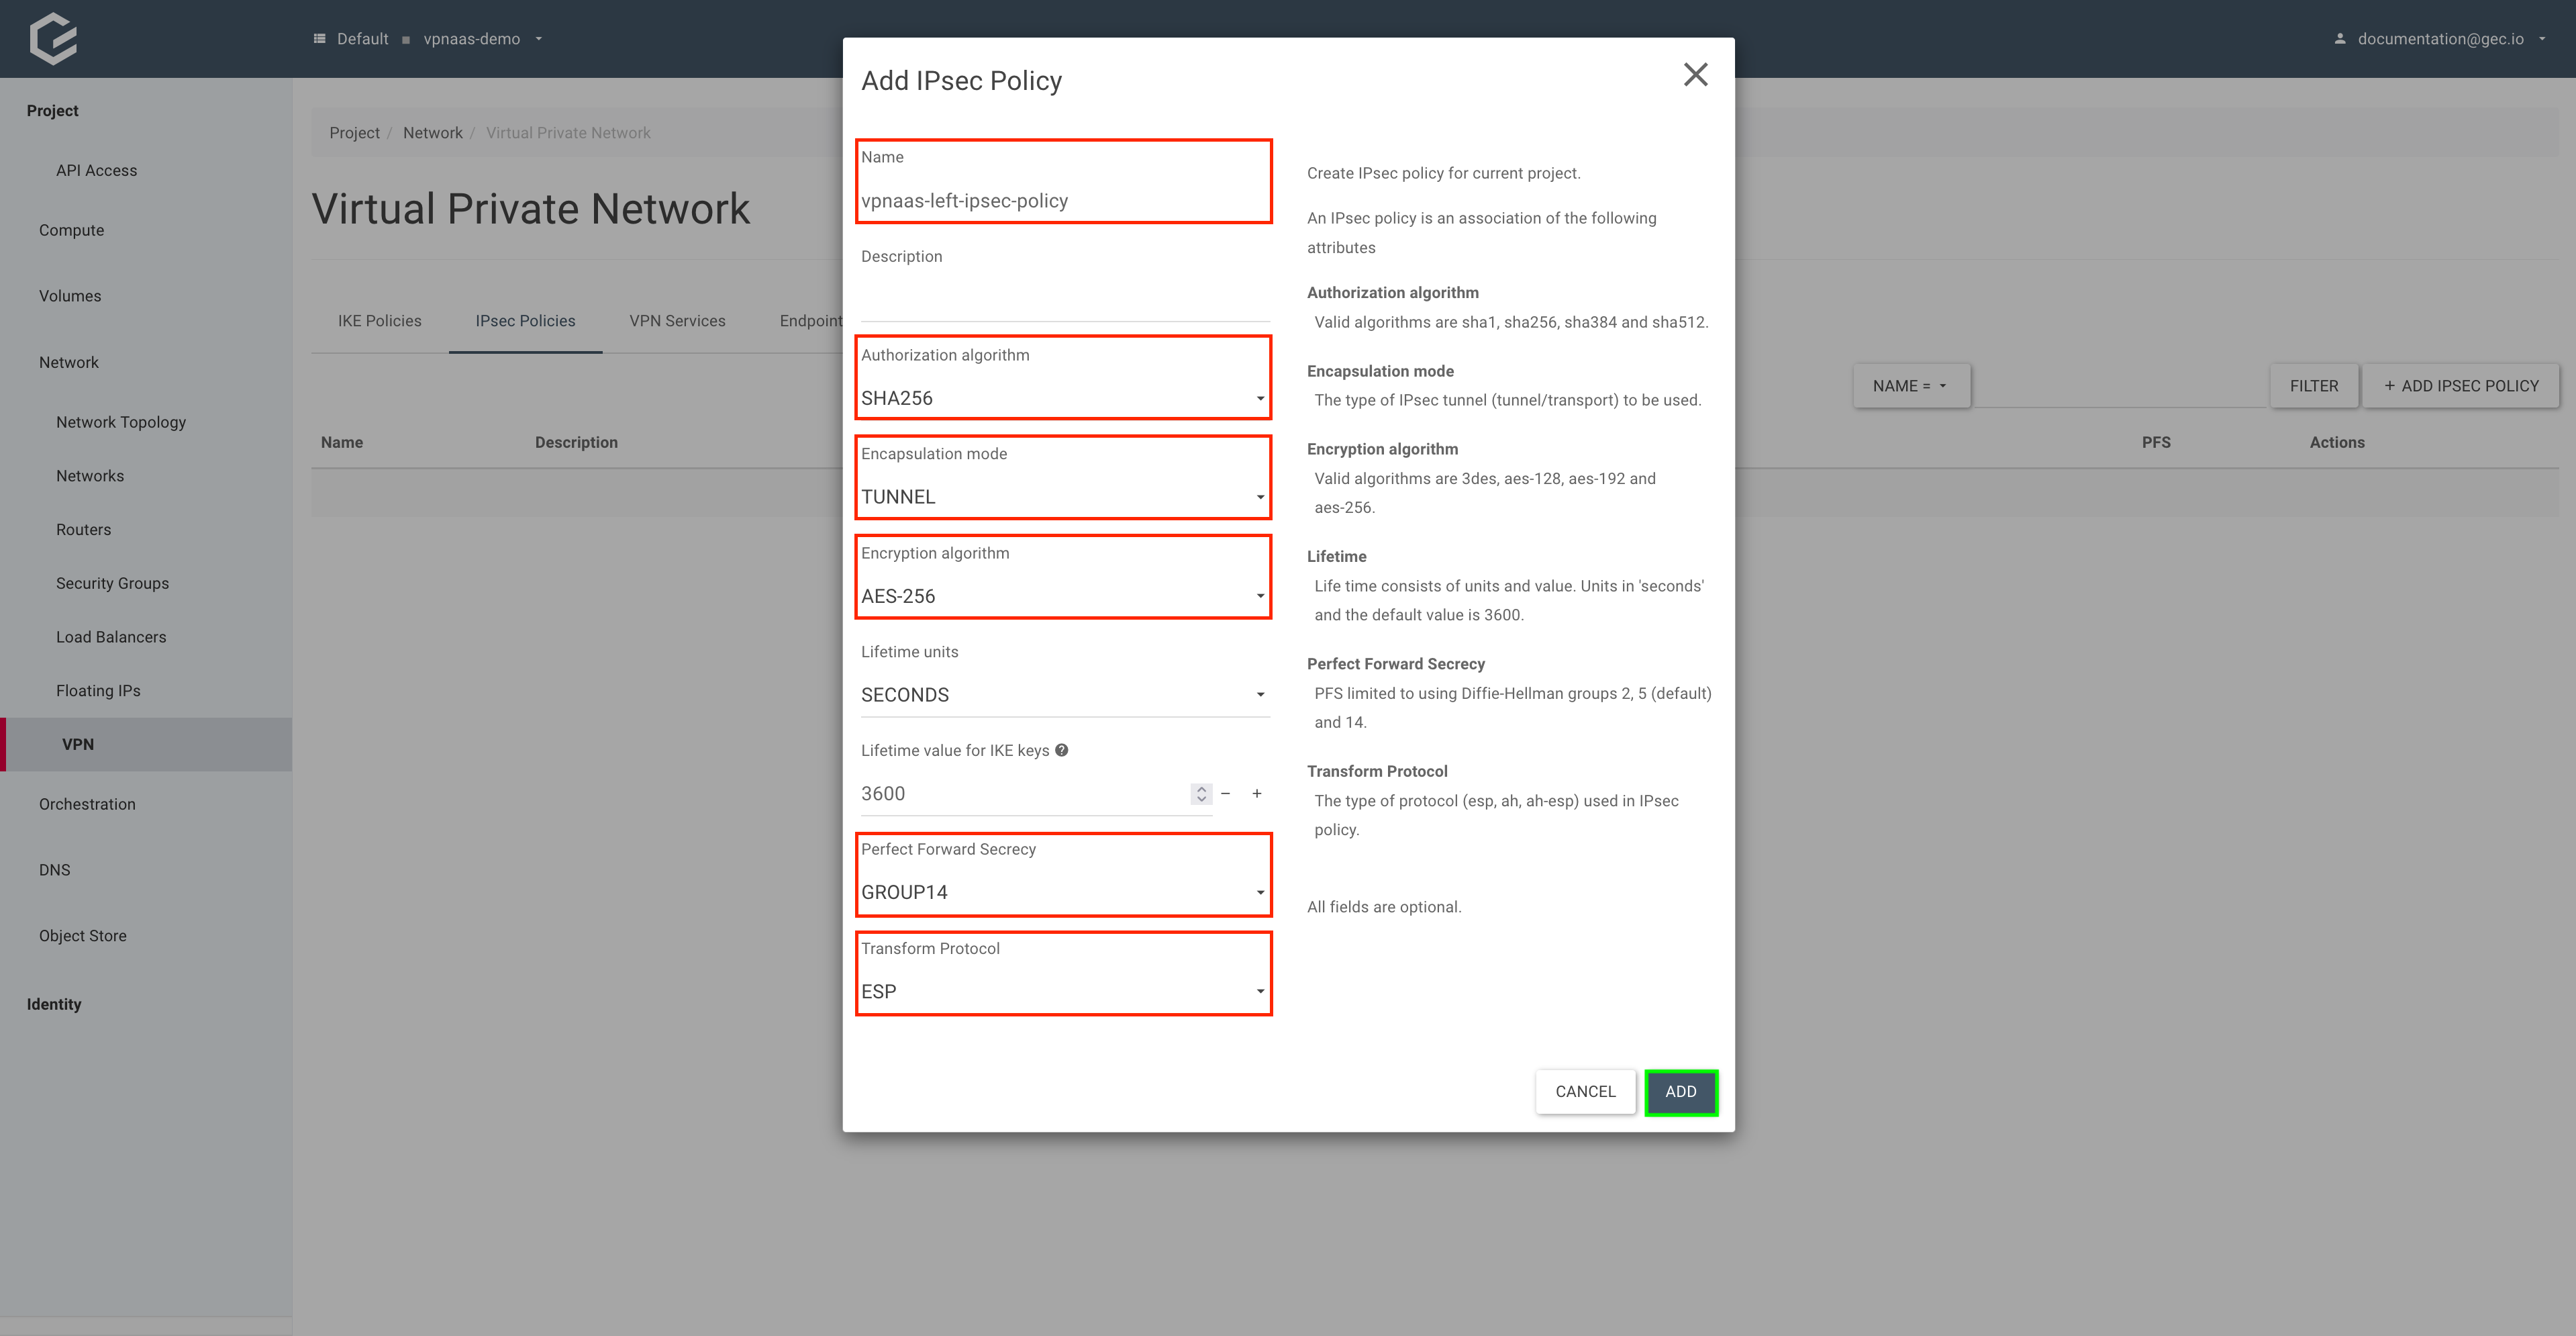 Default vpnaas-demo
documentation@gec.io
Project
API Access
Compute
Volumes
Network
Network Topology
Networks
Routers
Security Groups
Load Balancers
Floating IPs
VPN
Orchestration
DNS
Object Store
Identity
Project / Network / Virtual Private Network
Virtual Private Network
IKE Policies IPsec Policies VPN Services Endpoint
NAME = FILTER + ADD IPSEC POLICY
Name Description PFS Actions
Add IPsec Policy
Name
vpnaas-left-ipsec-policy
Description
Authorization algorithm
SHA256
Encapsulation mode
TUNNEL
Encryption algorithm
AES-256
Lifetime units
SECONDS
Lifetime value for IKE keys ?
3600 − +
Perfect Forward Secrecy
GROUP14
Transform Protocol
ESP
Create IPsec policy for current project.
An IPsec policy is an association of the following
attributes
Authorization algorithm
Valid algorithms are sha1, sha256, sha384 and sha512.
Encapsulation mode
The type of IPsec tunnel (tunnel/transport) to be used.
Encryption algorithm
Valid algorithms are 3des, aes-128, aes-192 and
aes-256.
Lifetime
Life time consists of units and value. Units in 'seconds'
and the default value is 3600.
Perfect Forward Secrecy
PFS limited to using Diffie-Hellman groups 2, 5 (default)
and 14.
Transform Protocol
The type of protocol (esp, ah, ah-esp) used in IPsec
policy.
All fields are optional.
CANCEL ADD